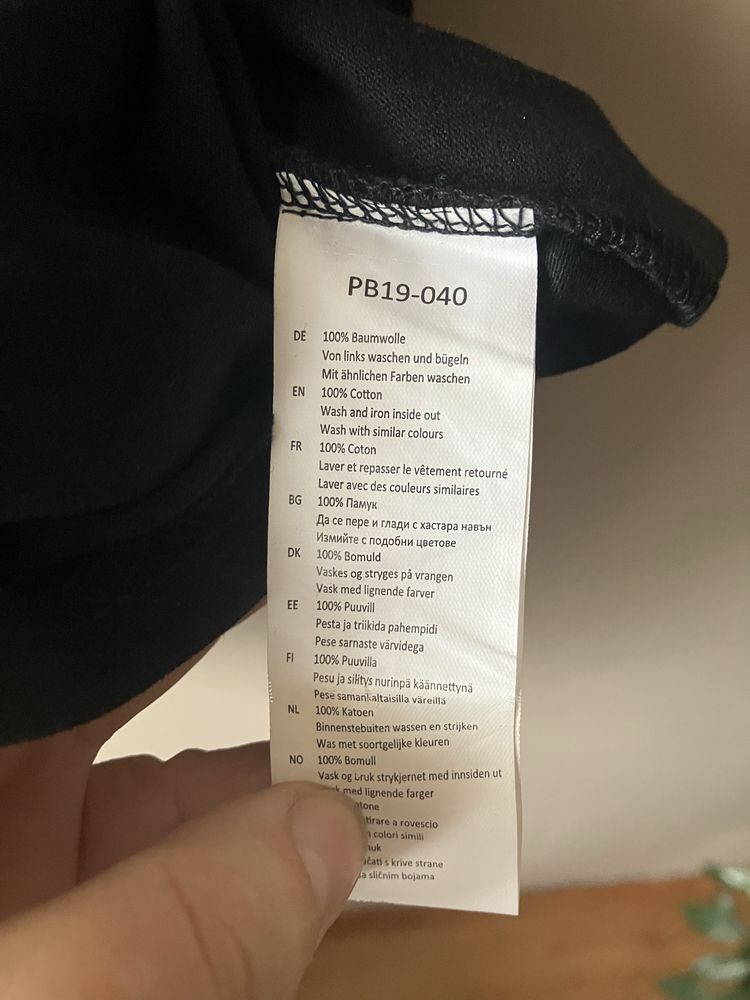 PB19-040
DE 100% Baumwolle
Von links waschen und bügeln
Mit ähnlichen Farben waschen
EN 100% Cotton
Wash and iron inside out
Wash with similar colours
FR 100% Coton
Laver et repasser le vêtement retourné
Laver avec des couleurs similaires
BG 100% Памук
Да се пере и глади с хастара навън
Измийте с подобни цветове
DK 100% Bomuld
Vaskes og stryges på vrangen
Vask med lignende farver
EE 100% Puuvill
Pesta ja triikida pahempidi
Pese sarnaste värvidega
FI 100% Puuvilla
Pesu ja silitys nurinpä käännettynä
Pese samankaltaisilla väreillä
NL 100% Katoen
Binnenstebuiten wassen en strijken
Was met soortgelijke kleuren
NO 100% Bomull
Vask og bruk strykjernet med innsiden ut
med lignende farger
tirare a rovescio
colori simili
s krive strane
sličnim bojama